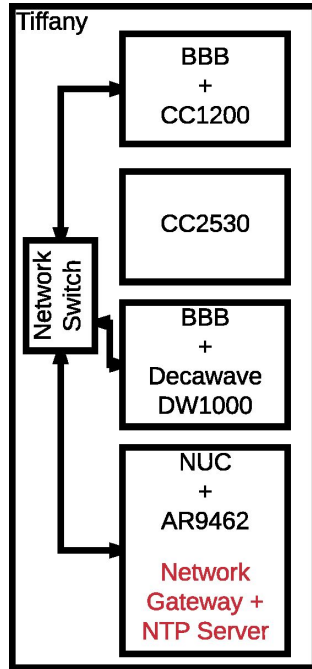 Tiffany
BBB
+
CC1200
CC2530
Network
Switch
BBB
+
Decawave
DW1000
NUC
+
AR9462
Network
Gateway +
NTP Server